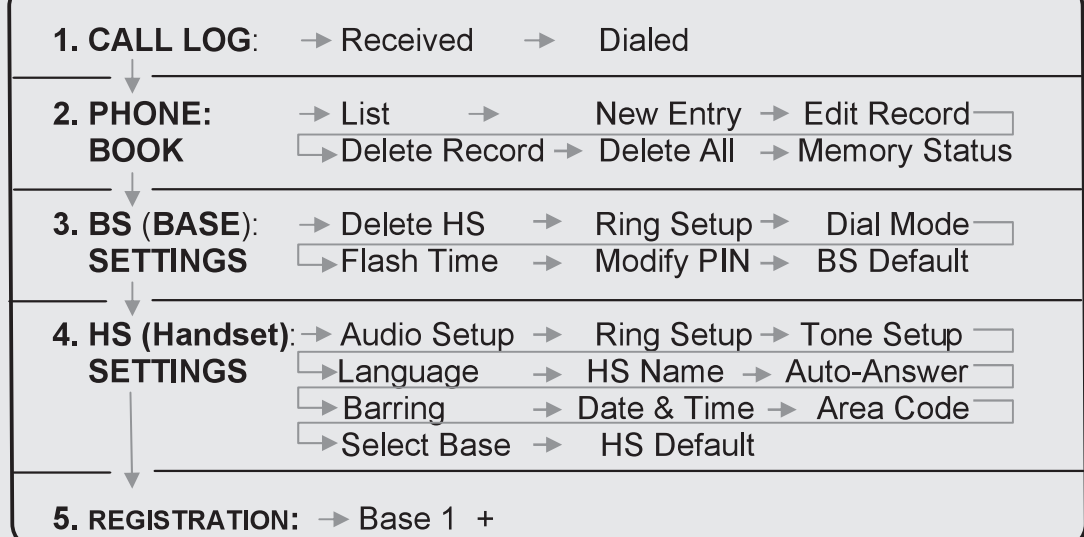 1. CALL LOG: → Received → Dialed
2. PHONE: → List → New Entry → Edit Record
BOOK → Delete Record → Delete All → Memory Status
3. BS (BASE): → Delete HS → Ring Setup → Dial Mode
SETTINGS → Flash Time → Modify PIN → BS Default
4. HS (Handset): → Audio Setup → Ring Setup → Tone Setup
SETTINGS → Language → HS Name → Auto-Answer
→ Barring → Date & Time → Area Code
→ Select Base → HS Default
5. REGISTRATION: → Base 1 +